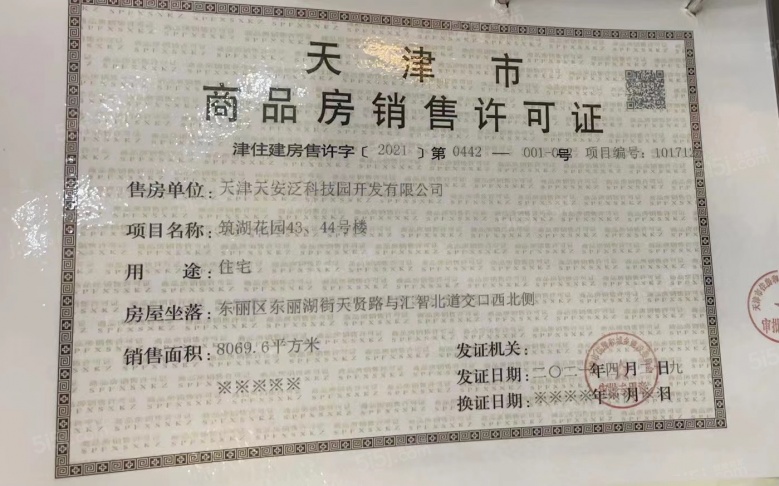 天津市
商品房销售许可证
津住建房售许字〔 2021 〕第 0442 — 001- 号 项目编号: 10171
售房单位: 天津天安泛科技园开发有限公司
项目名称: 筑湖花园43、44号楼
用途: 住宅
房屋坐落: 东丽区东丽湖街天贤路与汇智北道交口西北侧
销售面积: 8069.6平方米
※※※※※
发证机关:
发证日期: 二〇二一年四月二 日九
换证日期: ※※※※年※月※日